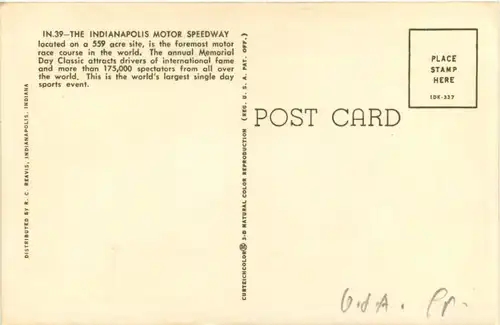 IN.39—THE INDIANAPOLIS MOTOR SPEEDWAY
located on a 559 acre site, is the foremost motor
race course in the world. The annual Memorial
Day Classic attracts drivers of international fame
and more than 175,000 spectators from all over
the world. This is the world's largest single day
sports event.
DISTRIBUTED BY R. C. REAVIS, INDIANAPOLIS, INDIANA
CURTEICHCOLOR® 3-D NATURAL COLOR REPRODUCTION (REG. U. S. A. PAT. OFF.)
POST CARD
PLACE
STAMP
HERE
1DK-337